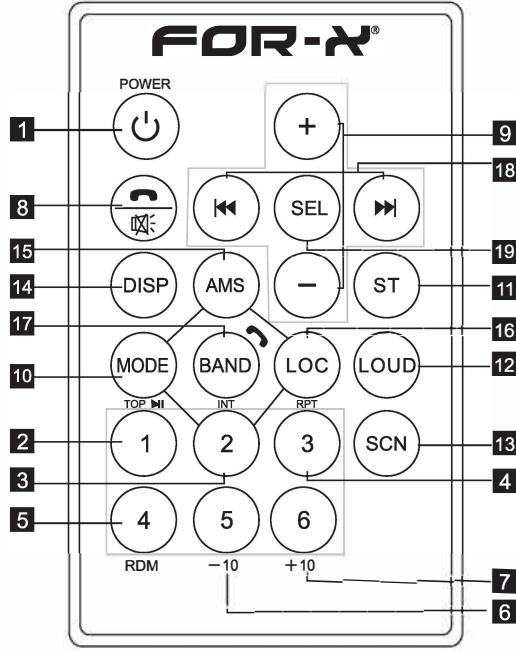 FOR-X®
POWER
1
+
9
18
8
SEL
15
19
14
DISP
AMS
−
ST
11
17
16
10
MODE
BAND
LOC
LOUD
12
TOP
INT
RPT
2
1
2
3
SCN
13
3
4
5
4
5
6
RDM
−10
+10
7
6